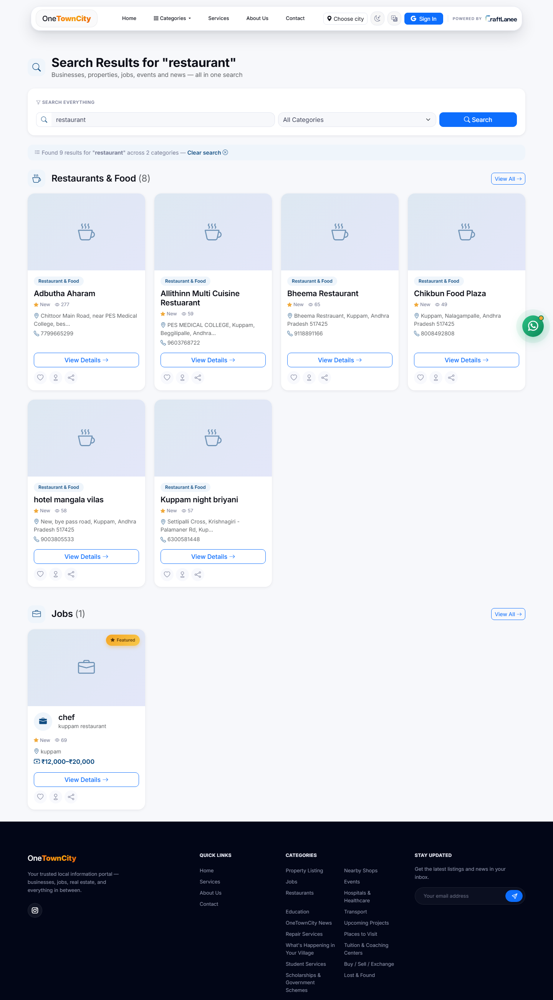 OneTownCity
Home
Categories
Services
About Us
Contact
Choose city
Sign In
POWERED BY
CraftLanee
Search Results for "restaurant"
Businesses, properties, jobs, events and news — all in one search
SEARCH EVERYTHING
restaurant
All Categories
Search
Found 9 results for "restaurant" across 2 categories — Clear search
Restaurants & Food (8)
View All
Restaurant & Food
Adbutha Aharam
New 277
Chittoor Main Road, near PES Medical
College, bes...
7799665299
View Details
Restaurant & Food
Allithinn Multi Cuisine
Restuarant
New 59
PES MEDICAL COLLEGE, Kuppam,
Beggilipalle, Andhra...
9603768722
View Details
Restaurant & Food
Bheema Restaurant
New 65
Bheema Restrauant, Kuppam, Andhra
Pradesh 517425
9118891166
View Details
Restaurant & Food
Chikbun Food Plaza
New 49
Kuppam, Nalagampalle, Andhra
Pradesh 517425
8008492808
View Details
Restaurant & Food
hotel mangala vilas
New 58
New, bye pass road, Kuppam, Andhra
Pradesh 517425
9003805533
View Details
Restaurant & Food
Kuppam night briyani
New 57
Settipalli Cross, Krishnagiri -
Palamaner Rd, Kup...
6300581448
View Details
Jobs (1)
View All
Featured
chef
kuppam restaurant
New 69
kuppam
₹12,000–₹20,000
View Details
OneTownCity
Your trusted local information portal —
businesses, jobs, real estate, and
everything in between.
QUICK LINKS
Home
Services
About Us
Contact
CATEGORIES
Property Listing
Nearby Shops
Jobs
Events
Restaurants
Hospitals &
Healthcare
Education
Transport
OneTownCity News
Upcoming Projects
Repair Services
Places to Visit
What's Happening in
Your Village
Tuition & Coaching
Centers
Student Services
Buy / Sell / Exchange
Scholarships &
Government
Schemes
Lost & Found
STAY UPDATED
Get the latest listings and news in your
inbox.
Your email address